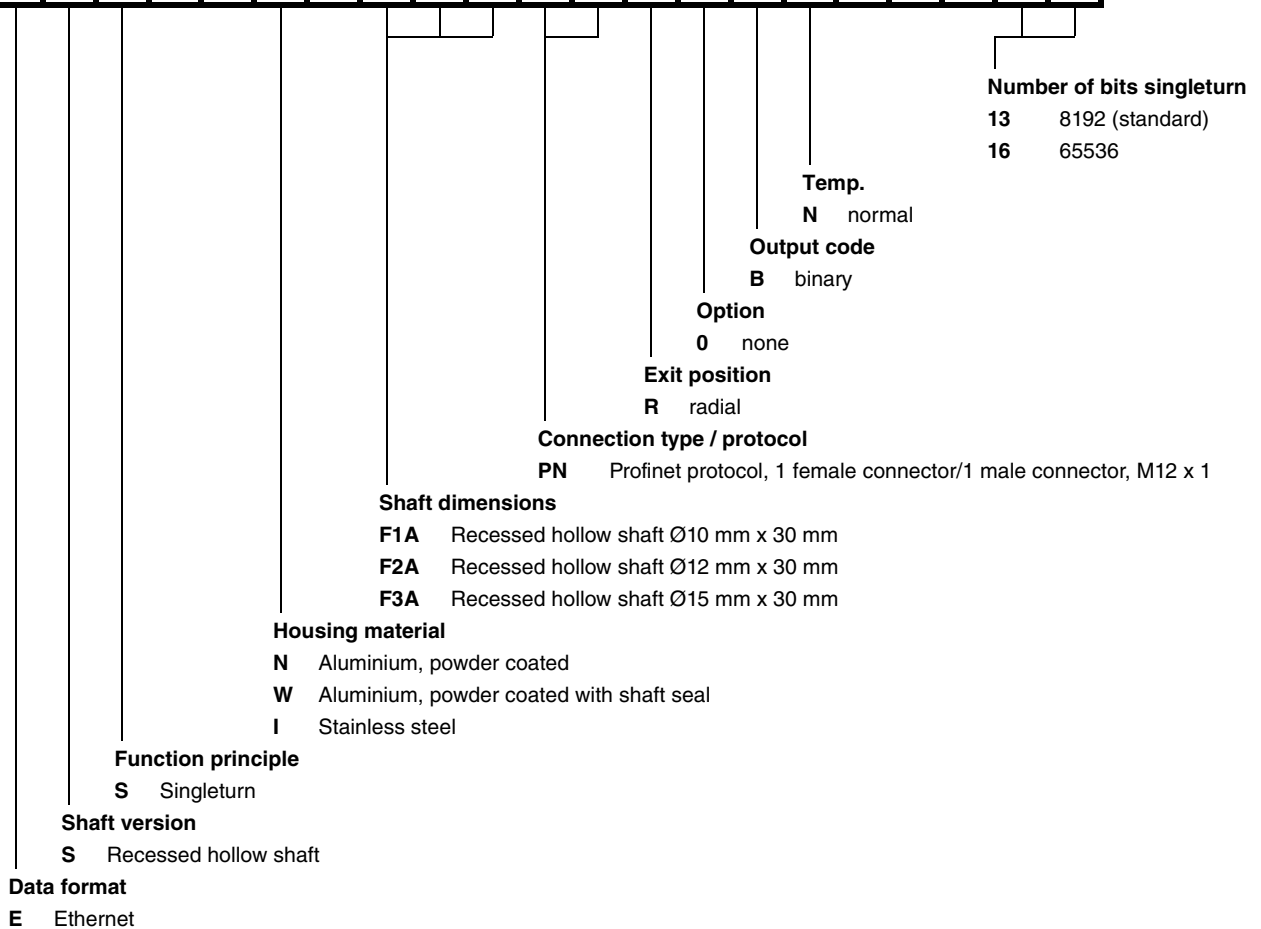 Number of bits singleturn
13 8192 (standard)
16 65536
Temp.
N normal
Output code
B binary
Option
0 none
Exit position
R radial
Connection type / protocol
PN Profinet protocol, 1 female connector/1 male connector, M12 x 1
Shaft dimensions
F1A Recessed hollow shaft Ø10 mm x 30 mm
F2A Recessed hollow shaft Ø12 mm x 30 mm
F3A Recessed hollow shaft Ø15 mm x 30 mm
Housing material
N Aluminium, powder coated
W Aluminium, powder coated with shaft seal
I Stainless steel
Function principle
S Singleturn
Shaft version
S Recessed hollow shaft
Data format
E Ethernet